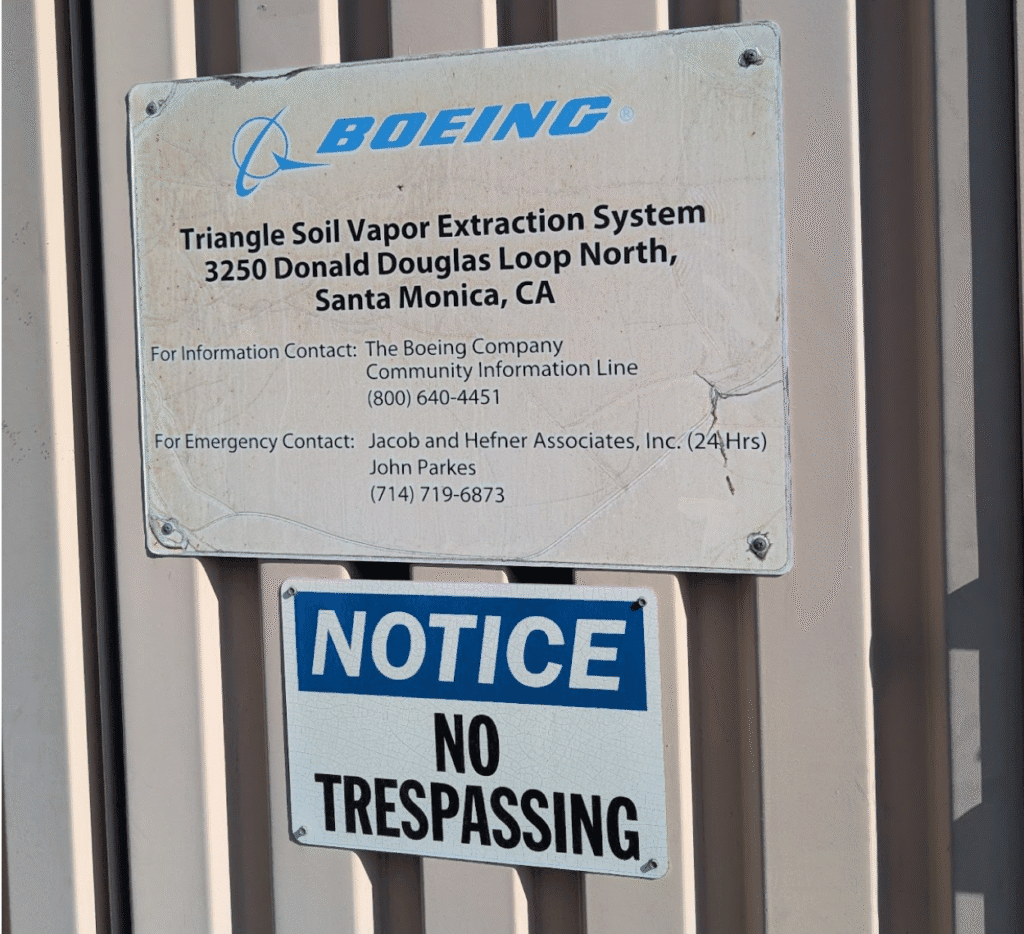 BOEING®
Triangle Soil Vapor Extraction System
3250 Donald Douglas Loop North,
Santa Monica, CA
For Information Contact: The Boeing Company
Community Information Line
(800) 640-4451
For Emergency Contact: Jacob and Hefner Associates, Inc. (24 Hrs)
John Parkes
(714) 719-6873
NOTICE
NO
TRESPASSING